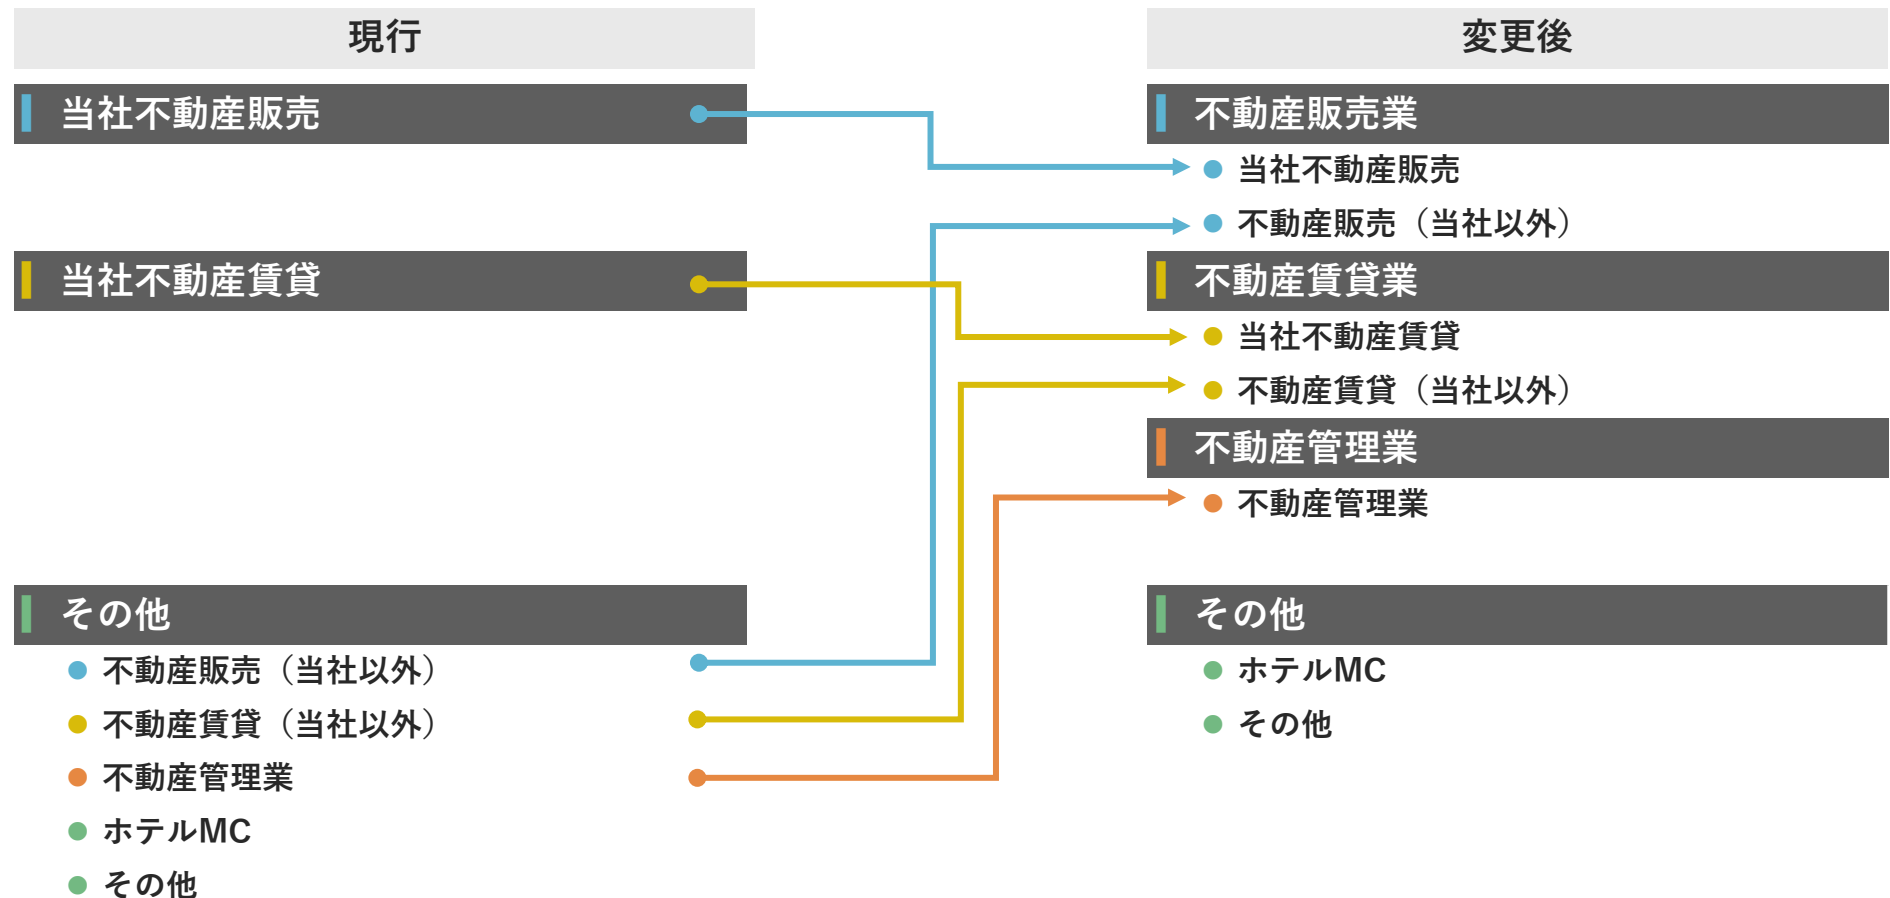 現行
当社不動産販売
当社不動産賃貸
その他
不動産販売（当社以外）
不動産賃貸（当社以外）
不動産管理業
ホテルMC
その他
変更後
不動産販売業
当社不動産販売
不動産販売（当社以外）
不動産賃貸業
当社不動産賃貸
不動産賃貸（当社以外）
不動産管理業
不動産管理業
その他
ホテルMC
その他